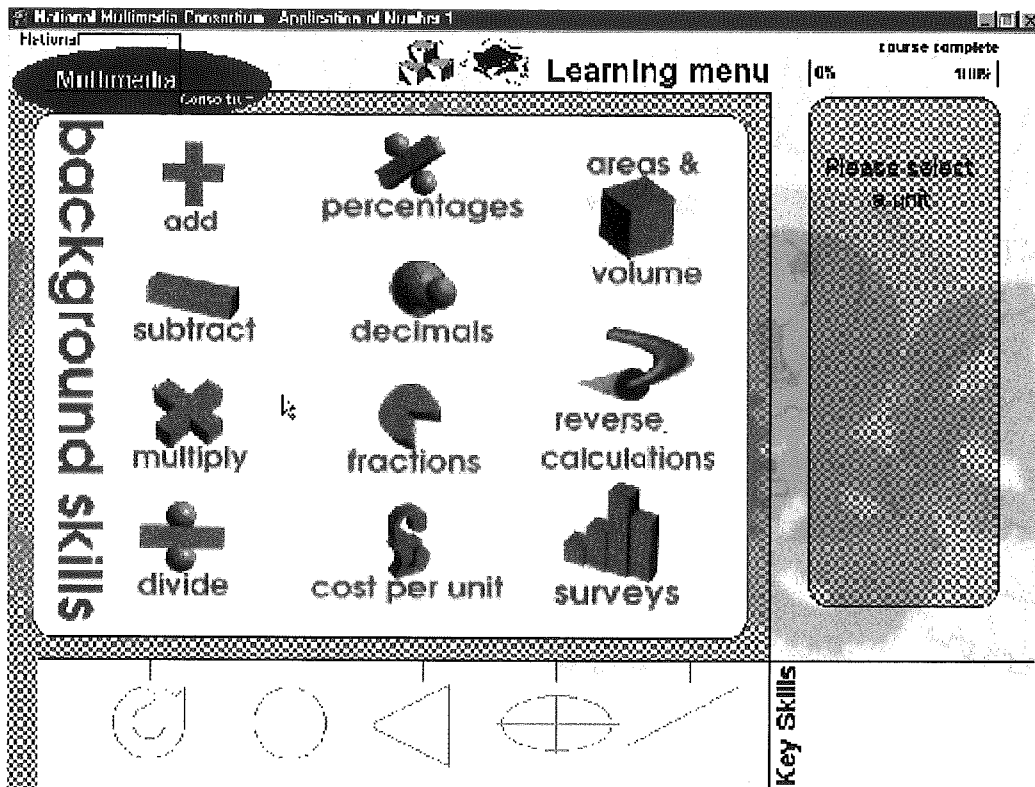 National Multimedia Consortium Application of Number 1
National
Multimedia
Learning menu
course complete
0% 100%
background skills
add
percentages
areas &
volume
subtract
decimals
reverse
calculations
multiply
fractions
divide
cost per unit
surveys
Please select
a unit
Key Skills